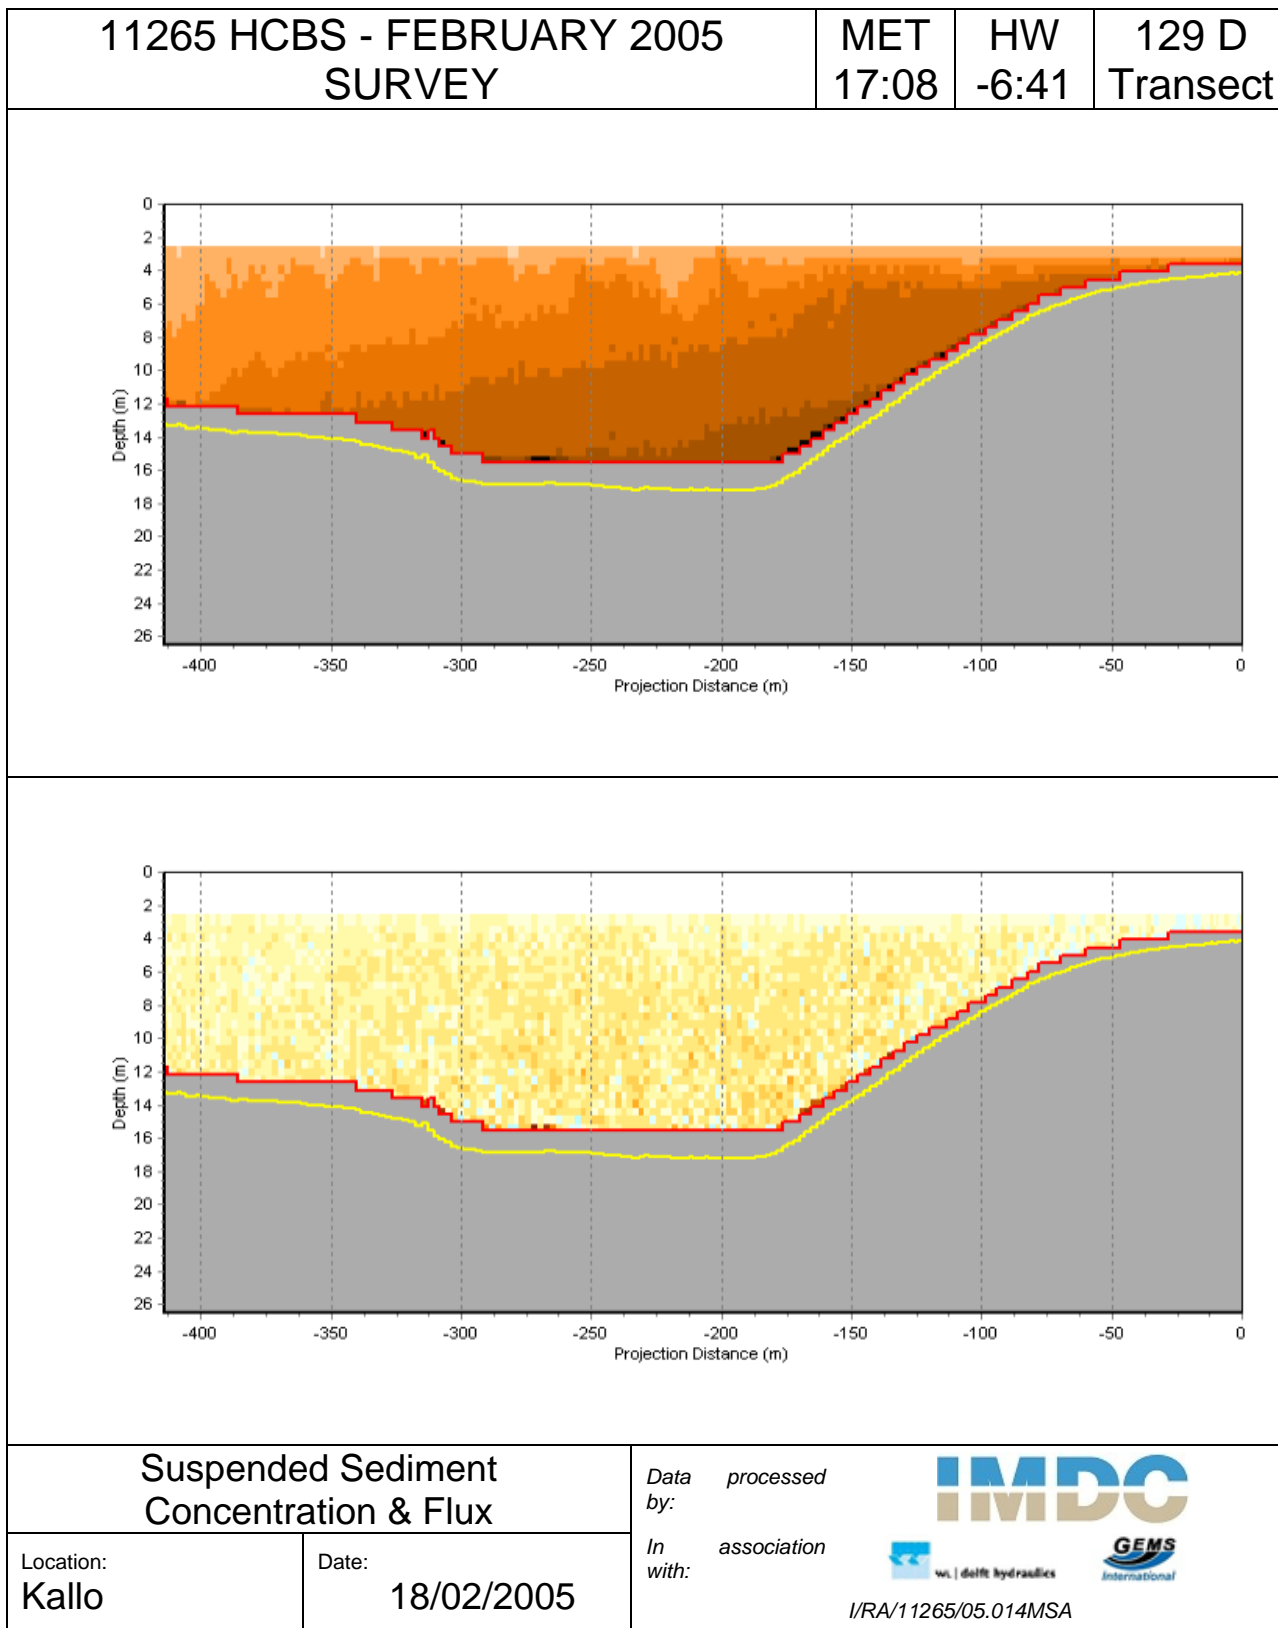 11265 HCBS - FEBRUARY 2005
SURVEY
MET
17:08
HW
-6:41
129 D
Transect
0
2
4
6
8
10
12
14
16
18
20
22
24
26
Depth (m)
-400
-350
-300
-250
-200
-150
-100
-50
0
Projection Distance (m)
0
2
4
6
8
10
12
14
16
18
20
22
24
26
Depth (m)
-400
-350
-300
-250
-200
-150
-100
-50
0
Projection Distance (m)
Suspended Sediment
Concentration & Flux
Location:
Kallo
Date:
18/02/2005
Data processed
by:
IMDC
In association
with:
wL | delft hydraulics
GEMS
International
I/RA/11265/05.014MSA